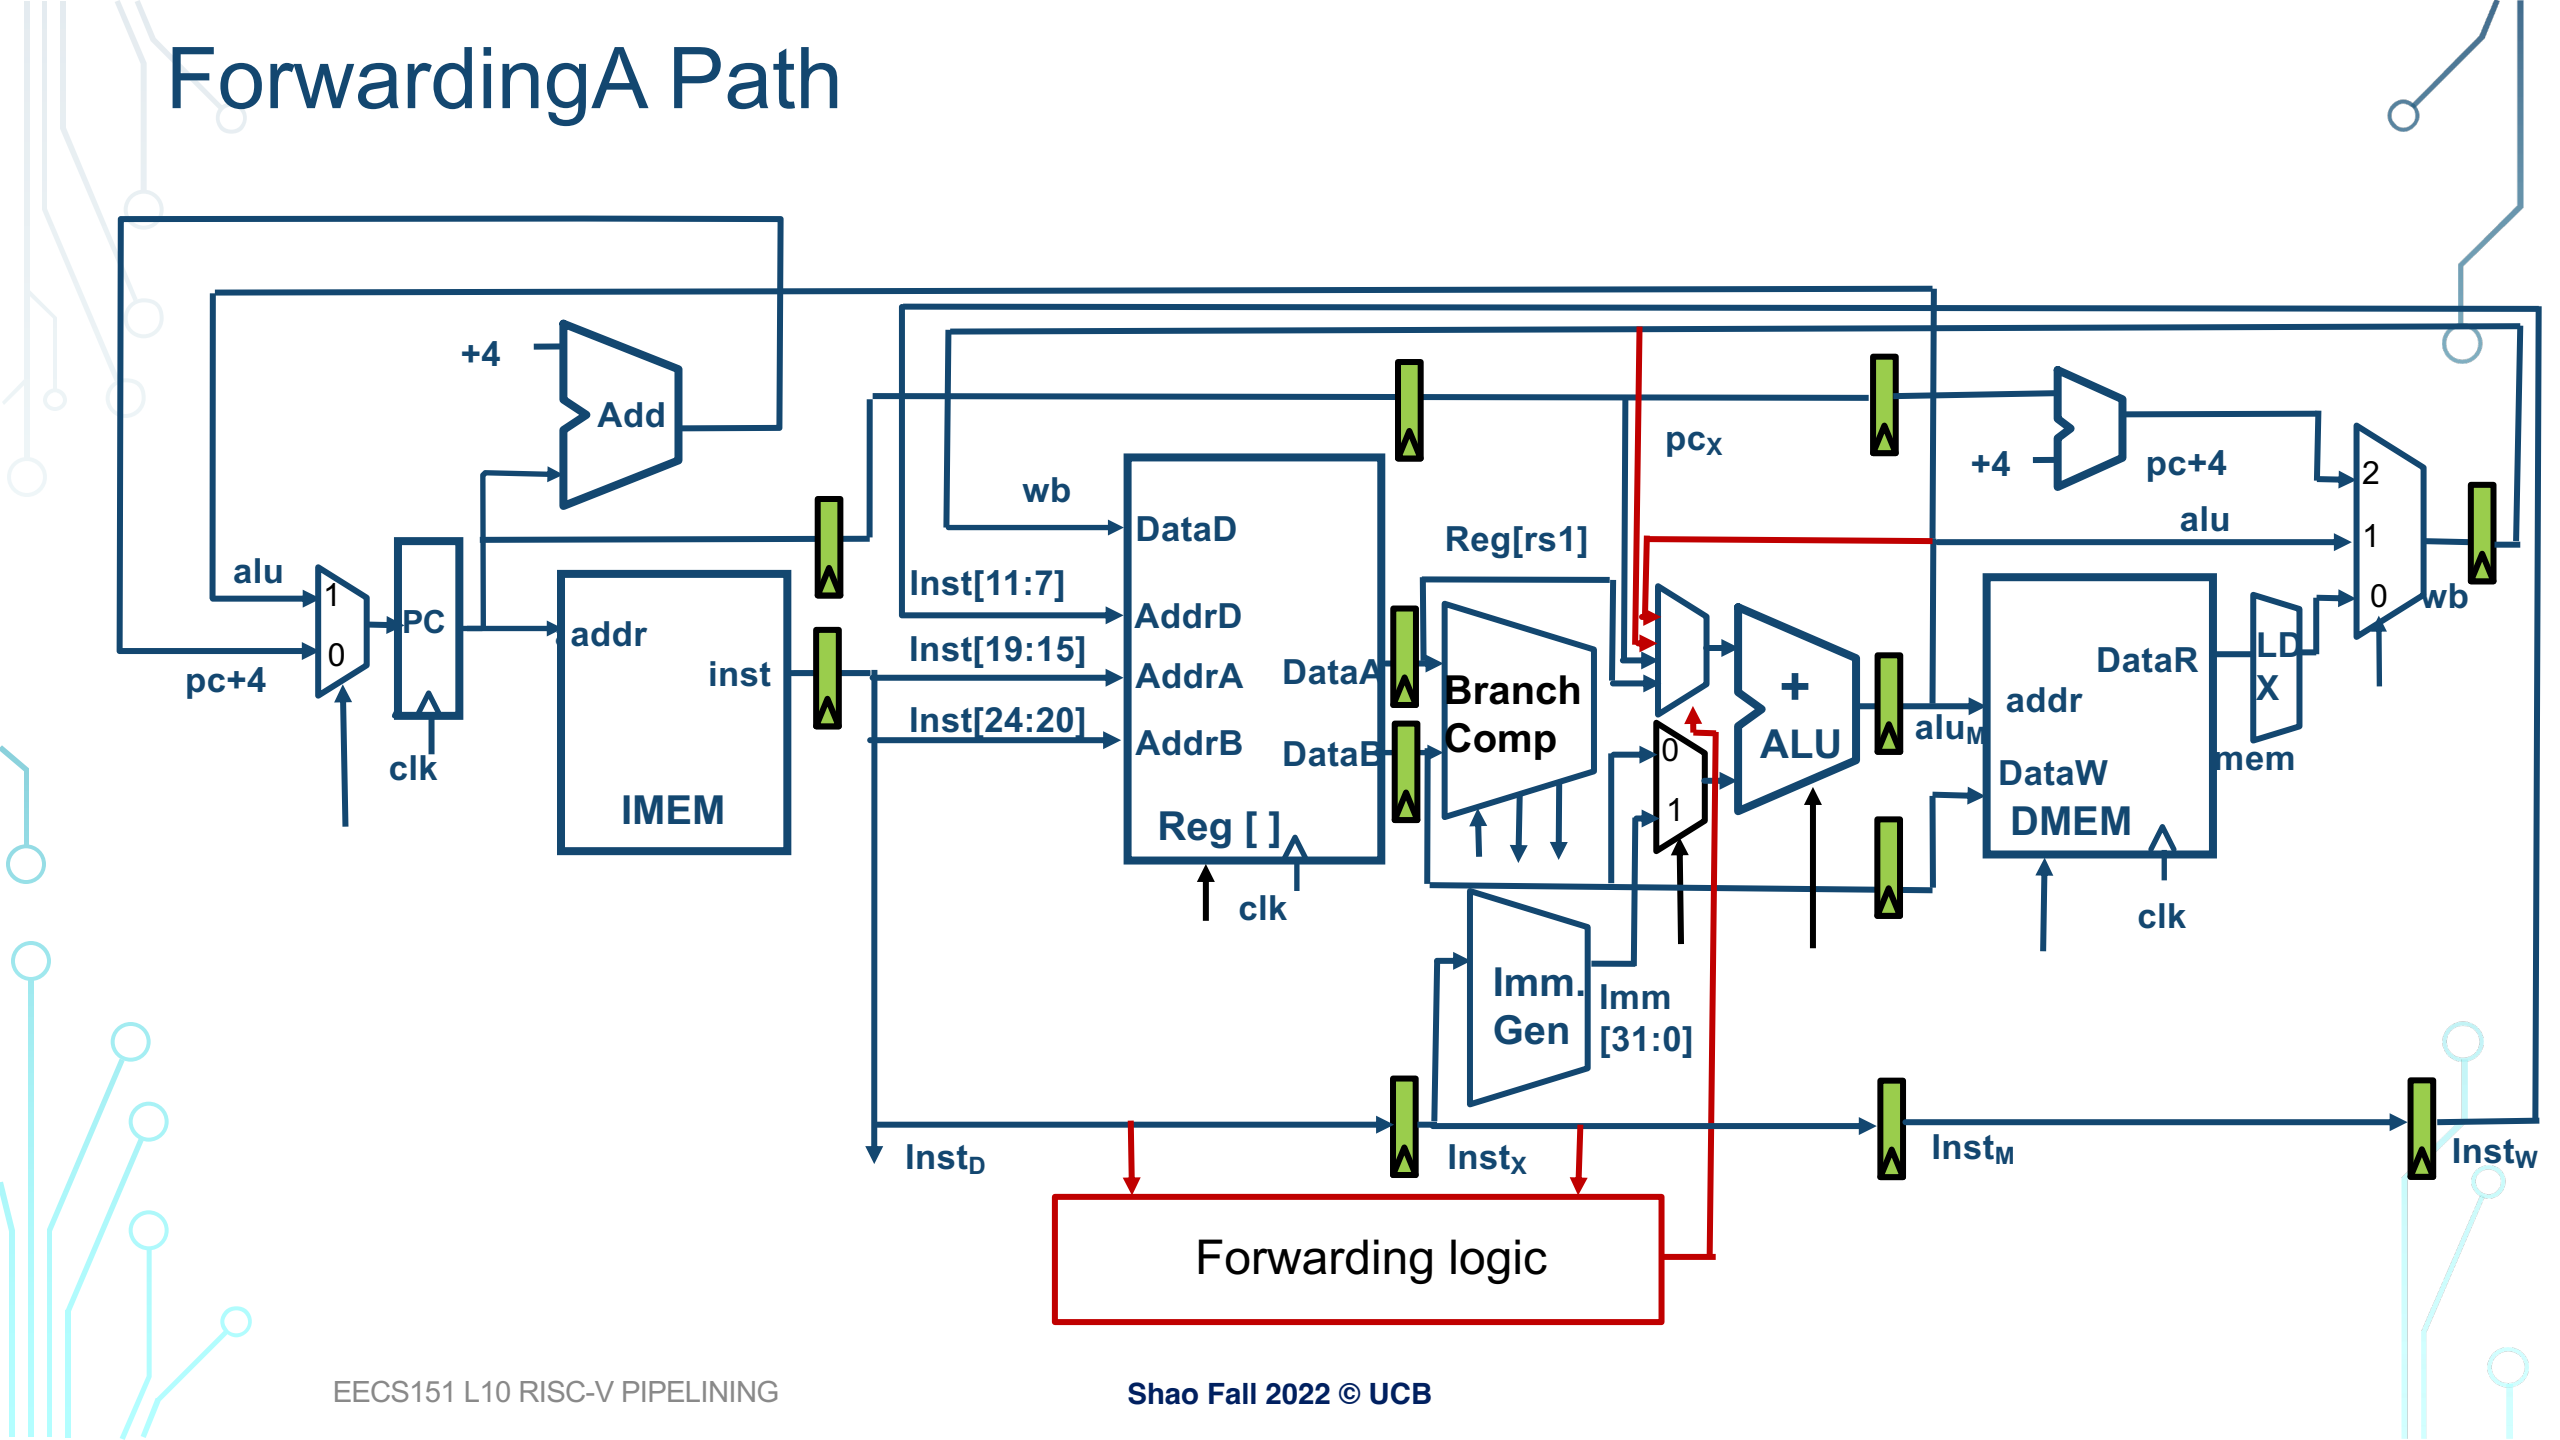 ForwardingA Path
+4
Add
pcX
+4
pc+4
2
alu
1
0
wb
wb
DataD
Reg[rs1]
alu
1
PC
0
pc+4
clk
addr
inst
IMEM
Inst[11:7]
AddrD
Inst[19:15]
AddrA
DataA
Inst[24:20]
AddrB
DataB
Reg [ ]
clk
Branch
Comp
0
1
+
ALU
aluM
addr
DataR
DataW
DMEM
clk
LD
X
mem
Imm.
Gen
Imm
[31:0]
InstD
InstX
InstM
InstW
Forwarding logic
EECS151 L10 RISC-V PIPELINING
Shao Fall 2022 © UCB